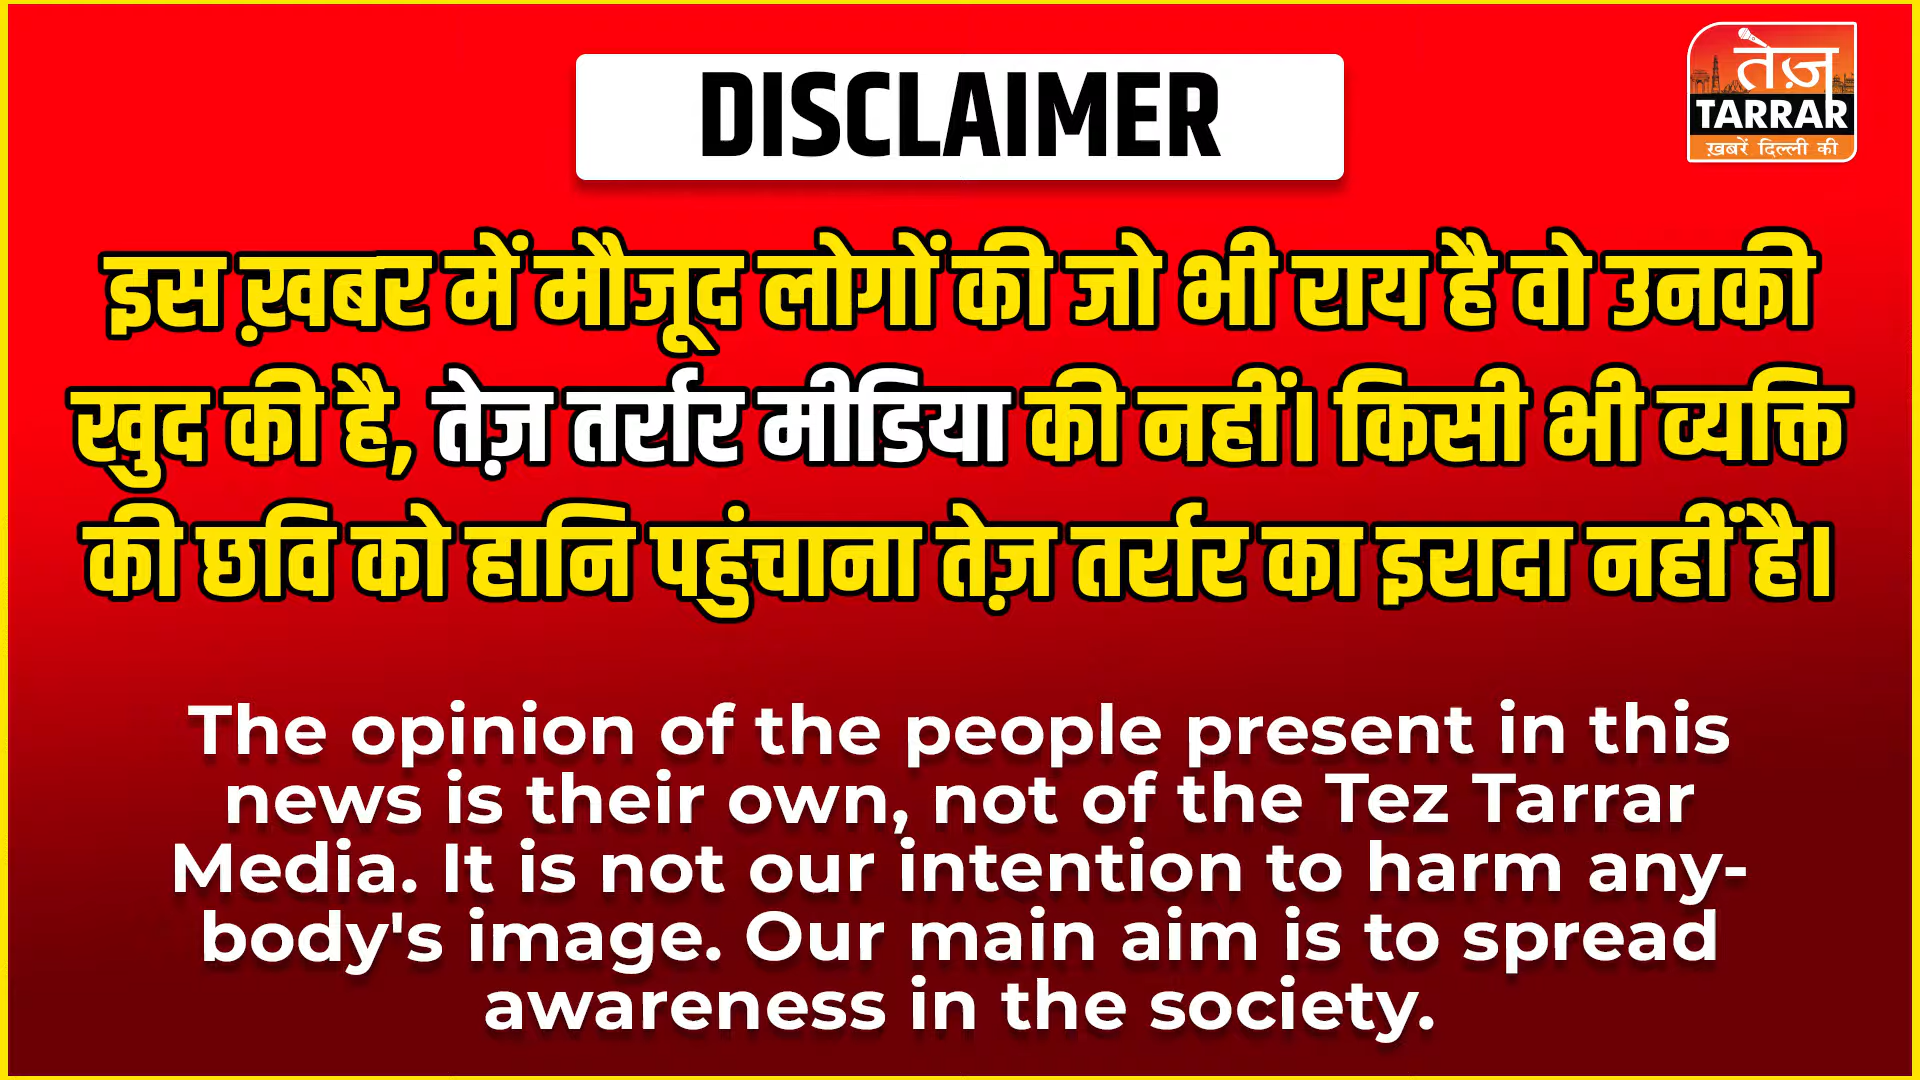 DISCLAIMER
तेज़
TARRAR
ख़बरें दिल्ली की
इस ख़बर में मौजूद लोगों की जो भी राय है वो उनकी
खुद की है, तेज़ तर्रार मीडिया की नहीं। किसी भी व्यक्ति
की छवि को हानि पहुंचाना तेज़ तर्रार का इरादा नहीं है।
The opinion of the people present in this
news is their own, not of the Tez Tarrar
Media. It is not our intention to harm any-
body's image. Our main aim is to spread
awareness in the society.